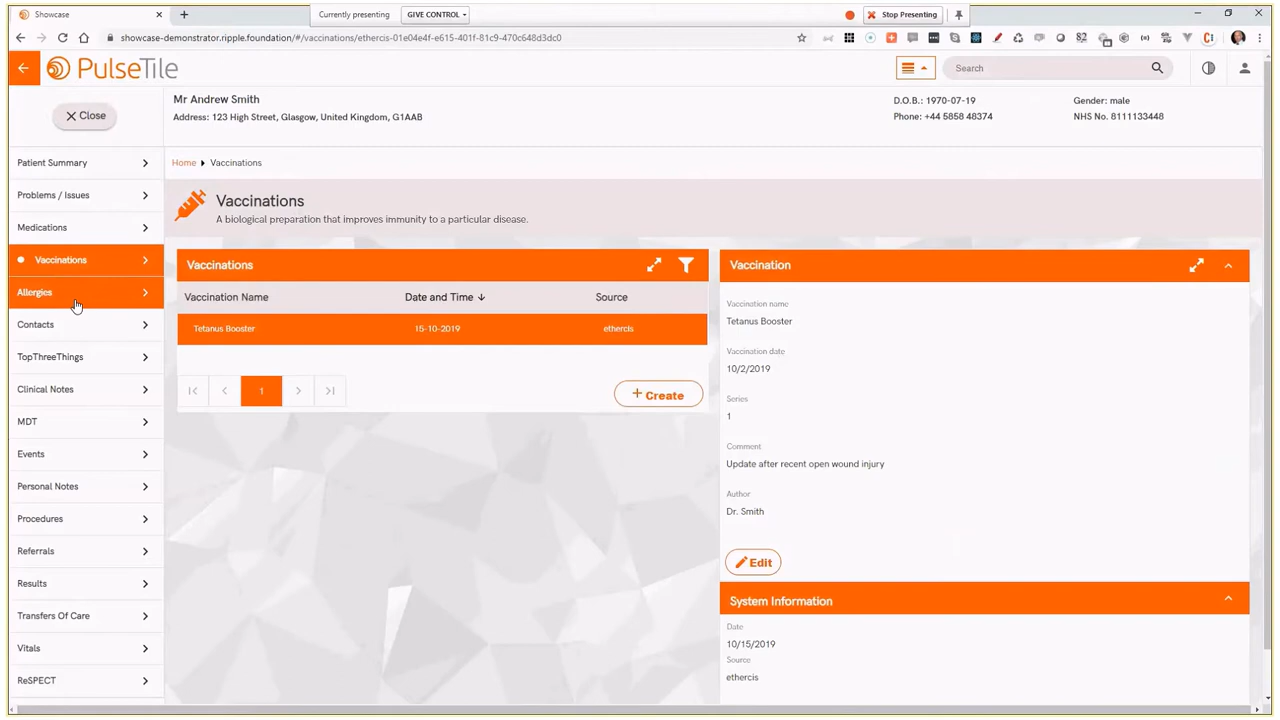 Showcase
Currently presenting
GIVE CONTROL
Stop Presenting
showcase-demonstrator.ripple.foundation/#/vaccinations/ethercis-01e04e4f-e615-401f-81c9-470c648d3dc0
PulseTile
Search
Close
Mr Andrew Smith
Address: 123 High Street, Glasgow, United Kingdom, G1AAB
D.O.B.: 1970-07-19
Phone: +44 5858 48374
Gender: male
NHS No. 8111133448
Patient Summary
Problems / Issues
Medications
Vaccinations
Allergies
Contacts
TopThreeThings
Clinical Notes
MDT
Events
Personal Notes
Procedures
Referrals
Results
Transfers Of Care
Vitals
ReSPECT
Home Vaccinations
Vaccinations
A biological preparation that improves immunity to a particular disease.
Vaccinations
Vaccination Name Date and Time Source
Tetanus Booster 15-10-2019 ethercis
1
+ Create
Vaccination
Vaccination name
Tetanus Booster
Vaccination date
10/2/2019
Series
1
Comment
Update after recent open wound injury
Author
Dr. Smith
Edit
System Information
Date
10/15/2019
Source
ethercis